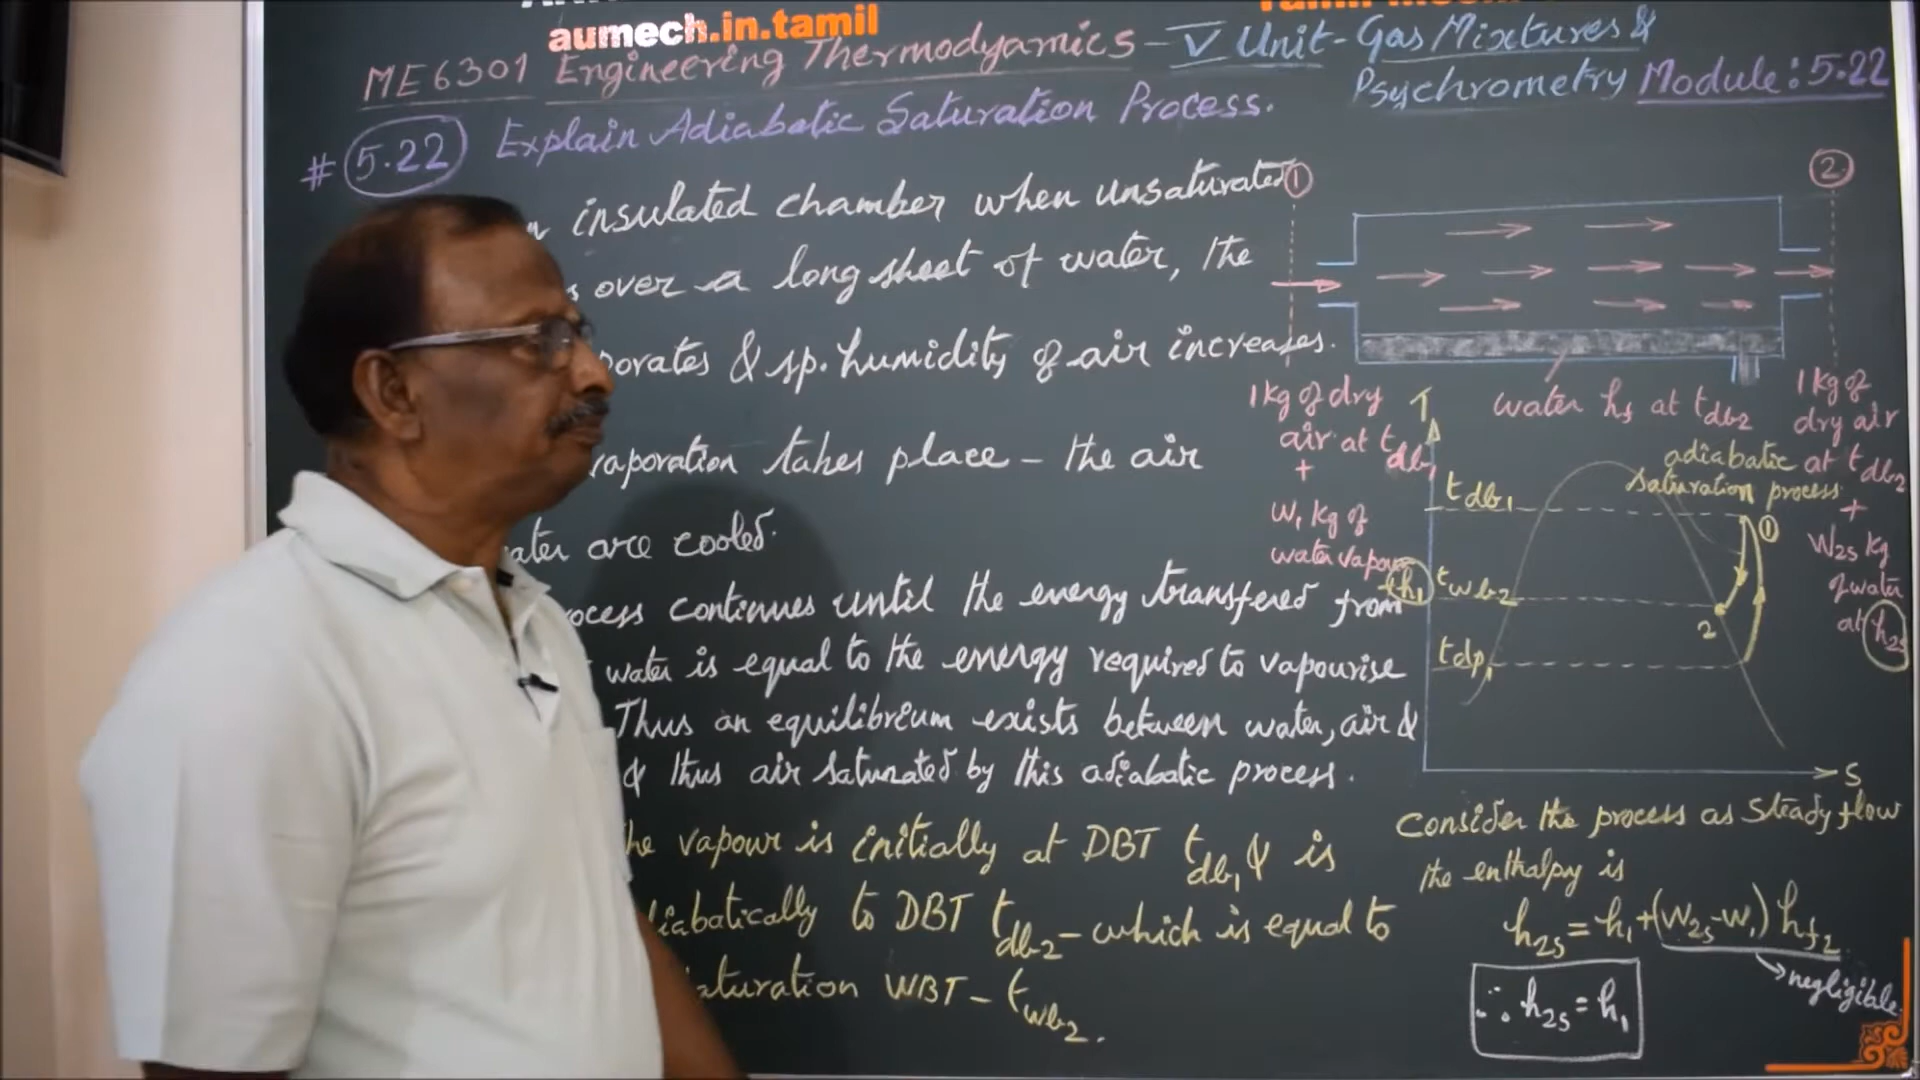 aumech.in.tamil
ME6301 Engineering Thermodyamics - V Unit - Gas Mixtures &
Psychrometry Module: 5.22
# 5.22 Explain Adiabatic Saturation Process.
insulated chamber when unsaturated
over a long sheet of water, the
porates & sp. humidity of air increases.
vaporation takes place - the air
ater are cooled.
ocess continues until the energy transfered from
water is equal to the energy required to vapourise
Thus an equilibrium exists between water, air &
& thus air saturated by this adiabatic process.
he vapour is initially at DBT tdb1 & is
diabatically to DBT tdb2 - which is equal to
aturation WBT - twb2.
1
2
1 kg of dry
air at tdb1
+
W1 kg of
water vapour
h1
water hs at tdb2
1 kg of
dry air
at tdb2
+
W2s kg
of water
at h2s
T
adiabatic
saturation process
tdb1
1
twb2
2
tdp1
S
Consider the process as steady flow
the enthalpy is
h2s = h1 + (W2s - W1) hf2
negligible
∴ h2s = h1